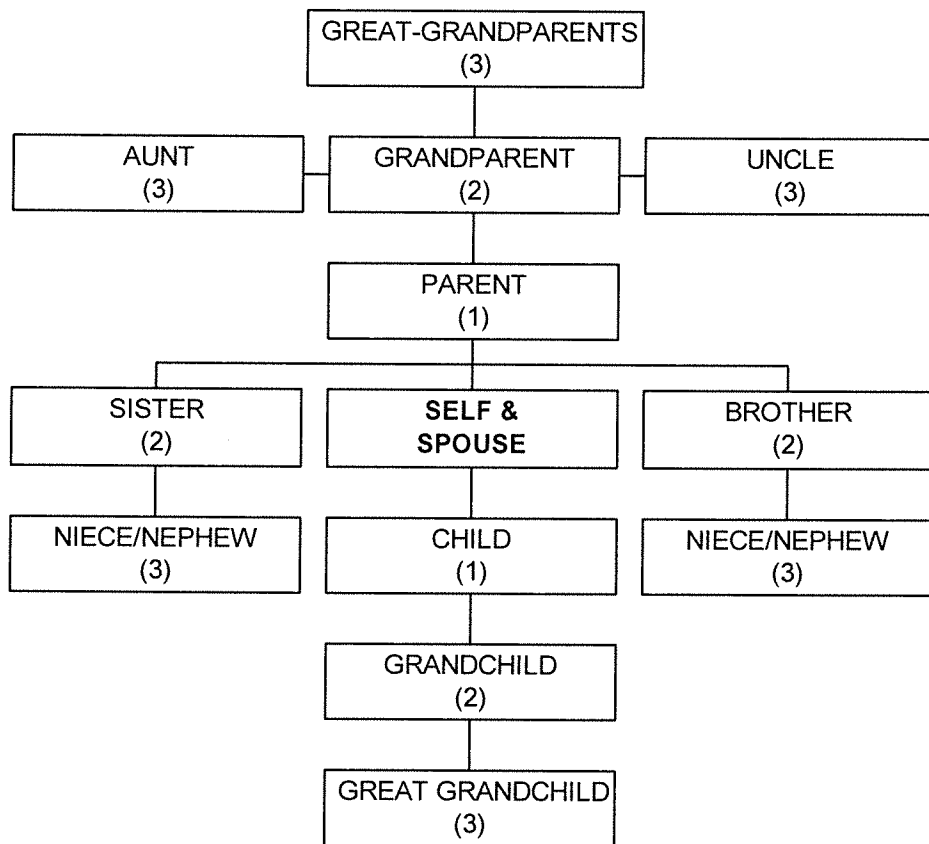 GREAT-GRANDPARENTS
(3)
AUNT
(3)
GRANDPARENT
(2)
UNCLE
(3)
PARENT
(1)
SISTER
(2)
SELF &
SPOUSE
BROTHER
(2)
NIECE/NEPHEW
(3)
CHILD
(1)
NIECE/NEPHEW
(3)
GRANDCHILD
(2)
GREAT GRANDCHILD
(3)